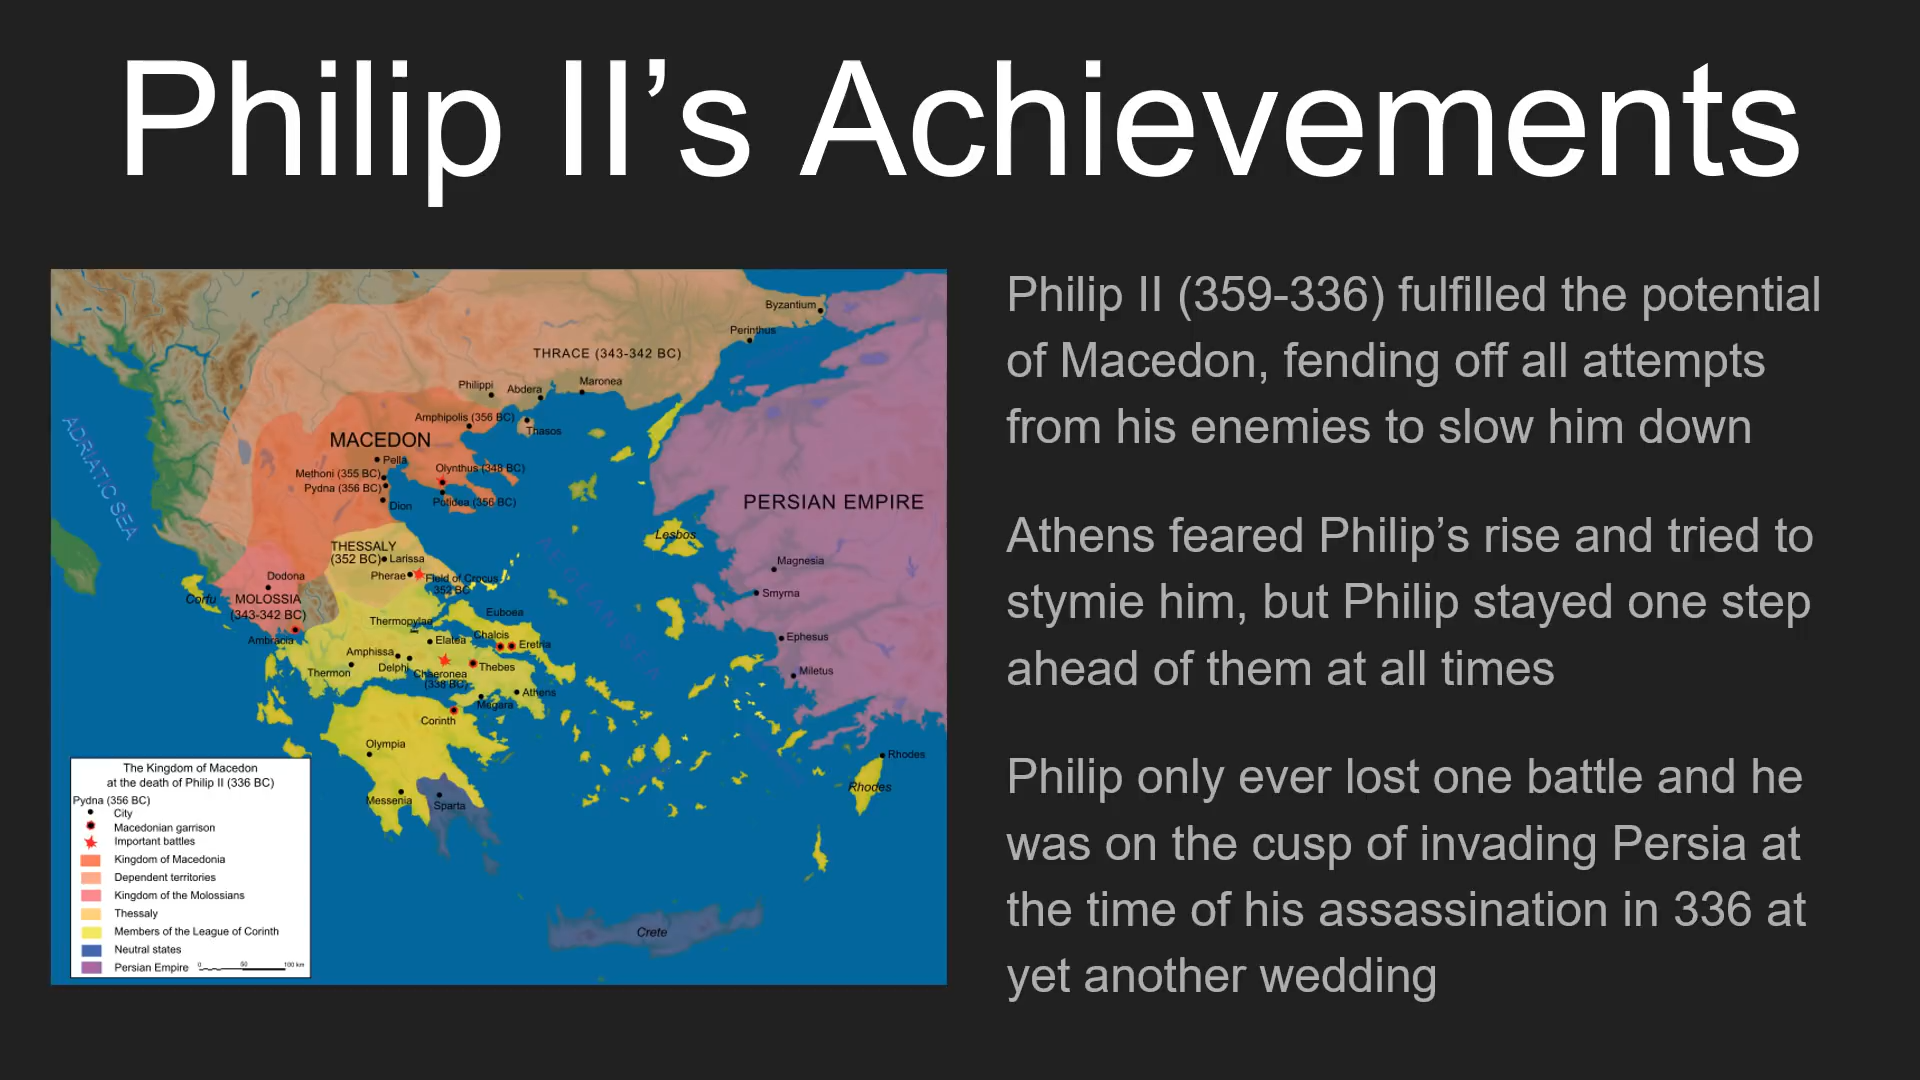 Philip II’s Achievements
Philip II (359-336) fulfilled the potential
of Macedon, fending off all attempts
from his enemies to slow him down
Athens feared Philip’s rise and tried to
stymie him, but Philip stayed one step
ahead of them at all times
Philip only ever lost one battle and he
was on the cusp of invading Persia at
the time of his assassination in 336 at
yet another wedding
Byzantium
Perinthus
THRACE (343-342 BC)
Philippi
Abdera
Maronea
Amphipolis (356 BC)
Thasos
MACEDON
Pella
Methoni (355 BC)
Olynthus (348 BC)
Pydna (356 BC)
Potidea (356 BC)
Dion
ADRIATIC SEA
PERSIAN EMPIRE
Lesbos
THESSALY
(352 BC)
Larissa
Pherae
Field of Crocus
352 BC
Magnesia
Smyrna
Dodona
Corfu
MOLOSSIA
(343-342 BC)
Ambracia
AEGEAN SEA
Euboea
Thermopylae
Elatea
Chalcis
Eretria
Ephesus
Amphissa
Delphi
Thermon
Chaeronea
(338 BC)
Thebes
Miletus
Athens
Megara
Corinth
Olympia
Rhodes
Rhodes
Messenia
Sparta
Crete
The Kingdom of Macedon
at the death of Philip II (336 BC)
Pydna (356 BC)
City
Macedonian garrison
Important battles
Kingdom of Macedonia
Dependent territories
Kingdom of the Molossians
Thessaly
Members of the League of Corinth
Neutral states
Persian Empire
0 50 100 km